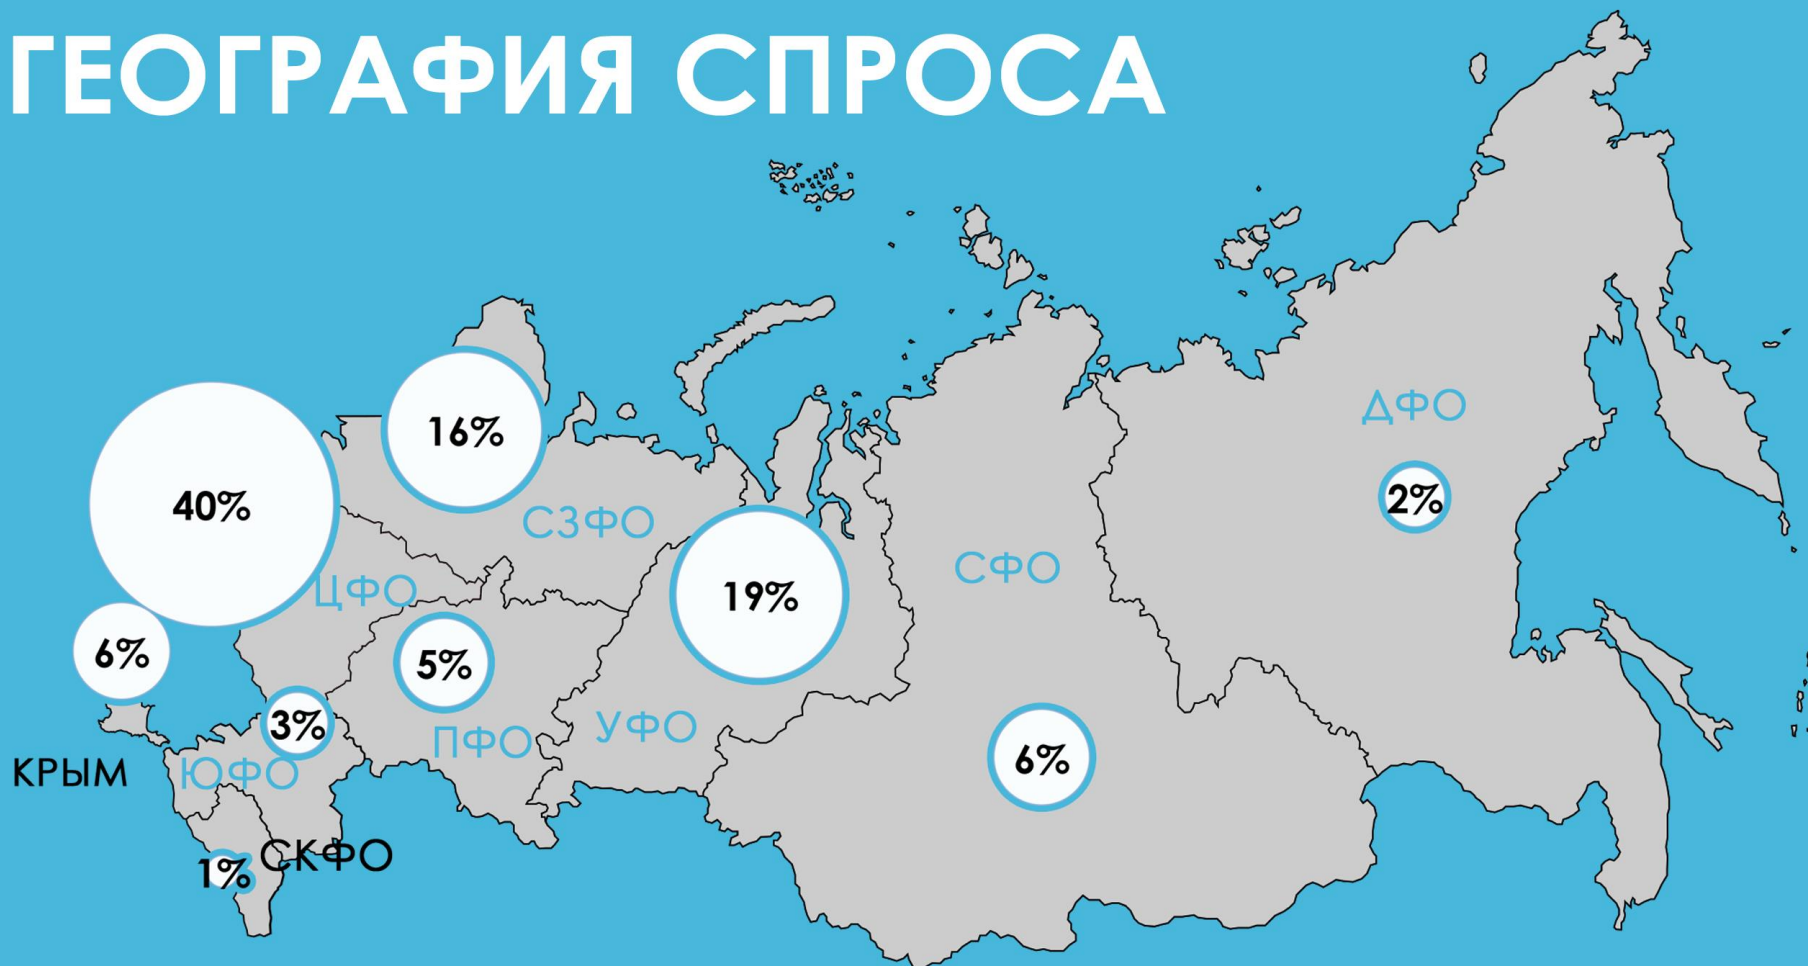 ГЕОГРАФИЯ СПРОСА
ДФО
16%
2%
40%
СЗФО
СФО
ЦФО
19%
6%
5%
3%
УФО
ПФО
6%
КРЫМ
ЮФО
СКФО
1%